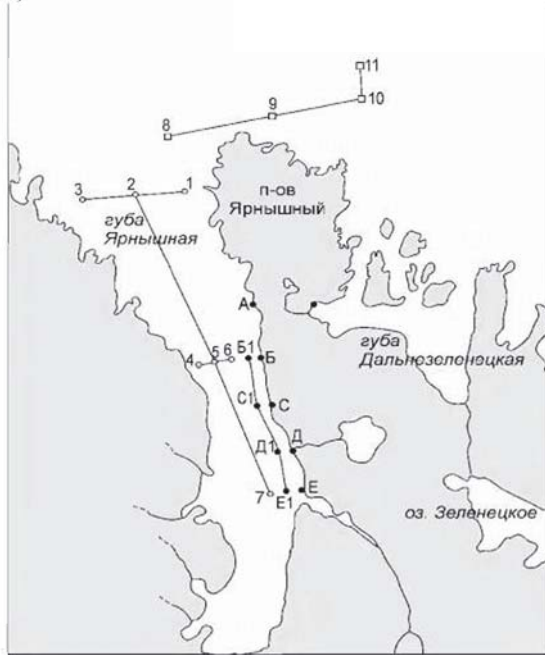 11
10
9
8
п-ов
Ярнышный
1
2
3
губа
Ярнышная
А
губа
Дальнезеленецкая
4
5
6
Б1
Б
С1
С
Д1
Д
7
Е1
Е
оз. Зеленецкое